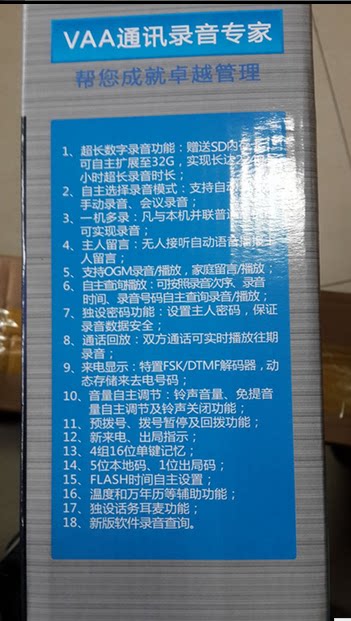 VAA通讯录音专家
帮您成就卓越管理
1、超长数字录音功能：赠送SD内
可自主扩展至32G，实现长达
小时超长录音时长；
2、自主选择录音模式：支持自动
手动录音、会议录音；
3、一机多录：凡与本机并联普通
可实现录音；
4、主人留言：无人接听自动语音播
人留言；
5、支持OGM录音/播放，家庭留言/播放；
6、自主查询播放：可按照录音次序、录音
时间、录音号码自主查询录音/播放；
7、独设密码功能：设置主人密码，保证
录音数据安全；
8、通话回放：双方通话可实时播放往期
录音；
9、来电显示：特置FSK/DTMF解码器，动
态存储来去电号码；
10、音量自主调节：铃声音量、免提音
量自主调节及铃声关闭功能；
11、预拨号、拨号暂停及回拨功能；
12、新来电、出局指示；
13、4组16位单键记忆；
14、5位本地码、1位出局码；
15、FLASH时间自主设置；
16、温度和万年历等辅助功能；
17、独设话务耳麦功能；
18、新版软件录音查询。